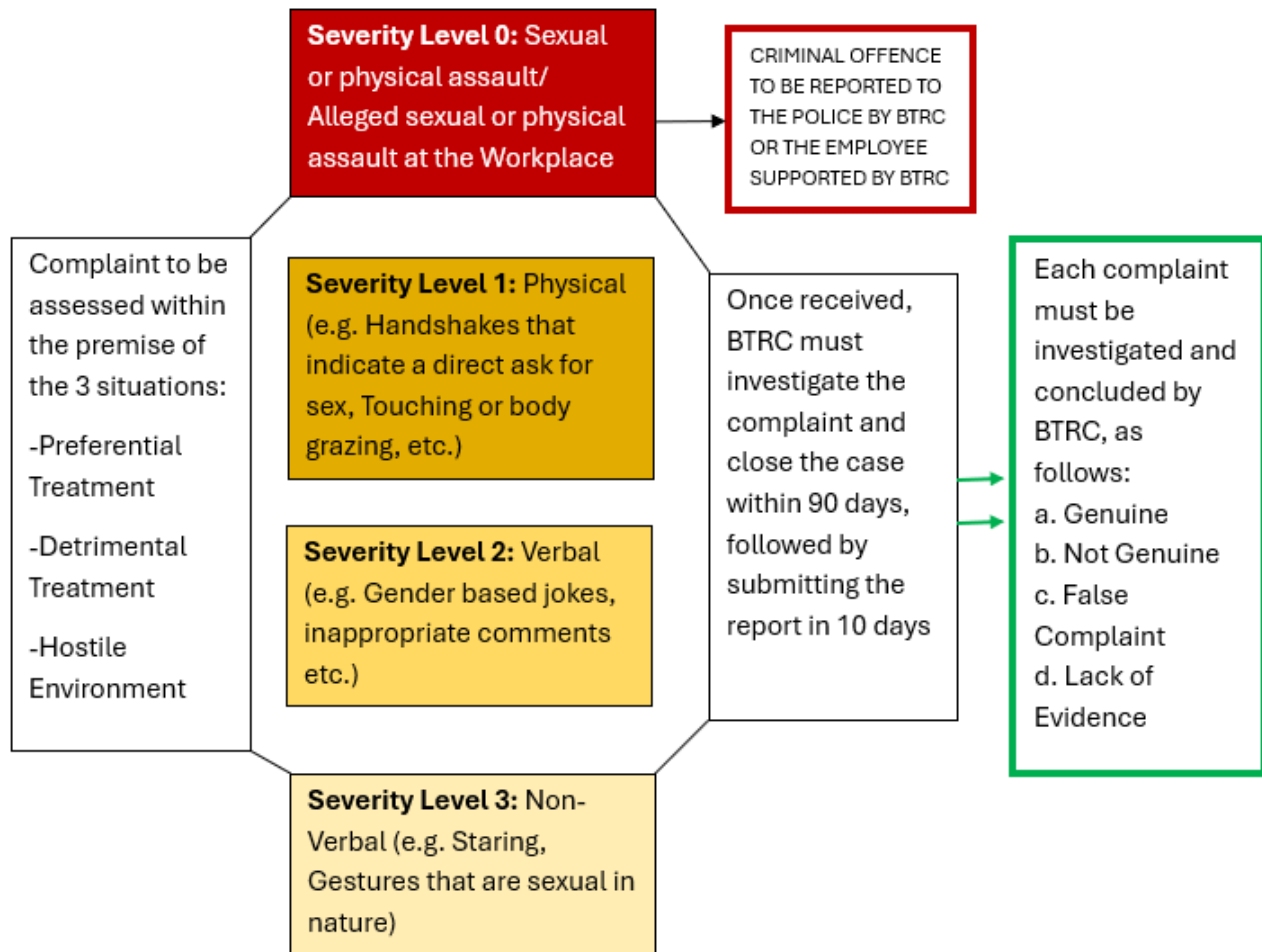 Severity Level 0: Sexual
or physical assault/
Alleged sexual or physical
assault at the Workplace
CRIMINAL OFFENCE
TO BE REPORTED TO
THE POLICE BY BTRC
OR THE EMPLOYEE
SUPPORTED BY BTRC
Complaint to be
assessed within
the premise of
the 3 situations:
-Preferential
Treatment
-Detrimental
Treatment
-Hostile
Environment
Severity Level 1: Physical
(e.g. Handshakes that
indicate a direct ask for
sex, Touching or body
grazing, etc.)
Severity Level 2: Verbal
(e.g. Gender based jokes,
inappropriate comments
etc.)
Severity Level 3: Non-
Verbal (e.g. Staring,
Gestures that are sexual in
nature)
Once received,
BTRC must
investigate the
complaint and
close the case
within 90 days,
followed by
submitting the
report in 10 days
Each complaint
must be
investigated and
concluded by
BTRC, as
follows:
a. Genuine
b. Not Genuine
c. False
Complaint
d. Lack of
Evidence